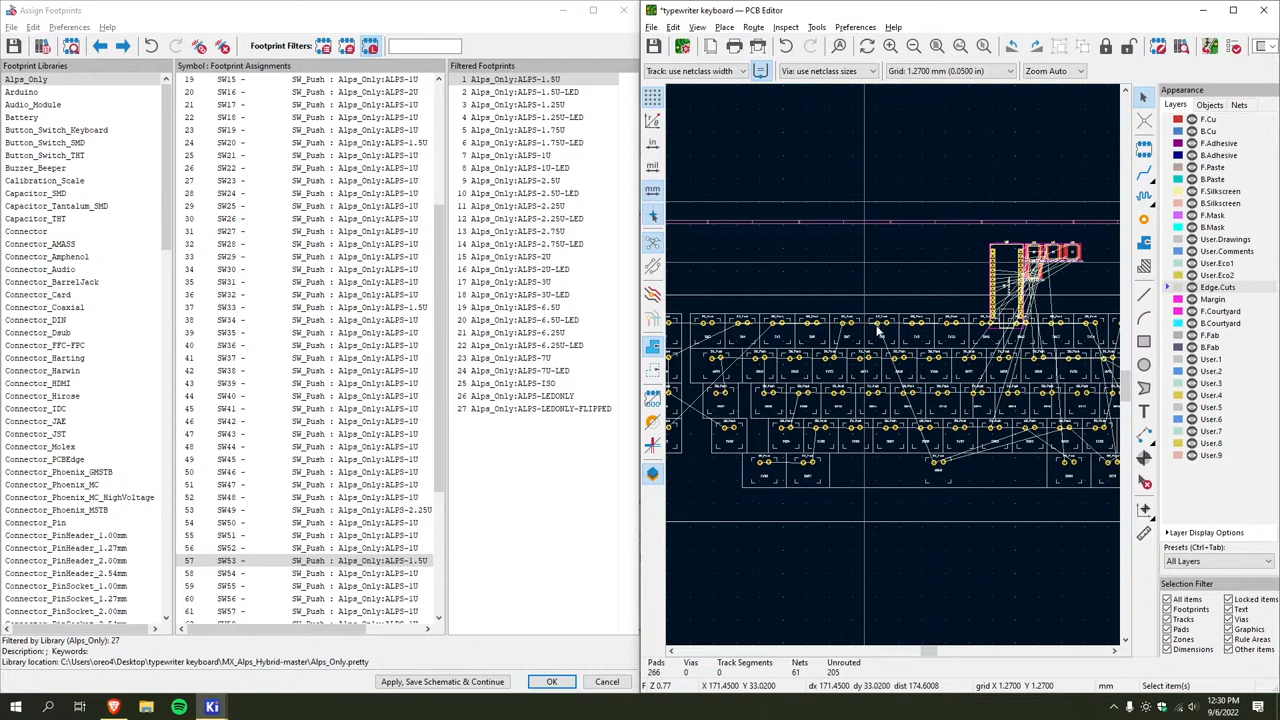 Assign Footprints
File Edit Preferences Help
Footprint Filters:
Footprint Libraries
Alps_Only
Arduino
Audio_Module
Battery
Button_Switch_Keyboard
Button_Switch_SMD
Button_Switch_THT
Buzzer_Beeper
Calibration_Scale
Capacitor_SMD
Capacitor_Tantalum_SMD
Capacitor_THT
Connector
Connector_AMASS
Connector_Amphenol
Connector_Audio
Connector_BarrelJack
Connector_Card
Connector_Coaxial
Connector_DIN
Connector_Dsub
Connector_FFC-FPC
Connector_Harting
Connector_Harwin
Connector_HDMI
Connector_Hirose
Connector_IDC
Connector_JAE
Connector_JST
Connector_Molex
Connector_PCBEdge
Connector_Phoenix_GMSTB
Connector_Phoenix_MC
Connector_Phoenix_MC_HighVoltage
Connector_Phoenix_MSTB
Connector_Pin
Connector_PinHeader_1.00mm
Connector_PinHeader_1.27mm
Connector_PinHeader_2.00mm
Connector_PinHeader_2.54mm
Connector_PinSocket_1.00mm
Connector_PinSocket_1.27mm
Connector_PinSocket_2.00mm
Symbol : Footprint Assignments
19 SW15 - SW_Push : Alps_Only:ALPS-1.5U
20 SW16 - SW_Push : Alps_Only:ALPS-2U
21 SW17 - SW_Push : Alps_Only:ALPS-1U
22 SW18 - SW_Push : Alps_Only:ALPS-1U
23 SW19 - SW_Push : Alps_Only:ALPS-1U
24 SW20 - SW_Push : Alps_Only:ALPS-1.5U
25 SW21 - SW_Push : Alps_Only:ALPS-1U
26 SW22 - SW_Push : Alps_Only:ALPS-1U
27 SW23 - SW_Push : Alps_Only:ALPS-1U
28 SW24 - SW_Push : Alps_Only:ALPS-1U
29 SW25 - SW_Push : Alps_Only:ALPS-1U
30 SW26 - SW_Push : Alps_Only:ALPS-1U
31 SW27 - SW_Push : Alps_Only:ALPS-1U
32 SW28 - SW_Push : Alps_Only:ALPS-1U
33 SW29 - SW_Push : Alps_Only:ALPS-1U
34 SW30 - SW_Push : Alps_Only:ALPS-1U
35 SW31 - SW_Push : Alps_Only:ALPS-1U
36 SW32 - SW_Push : Alps_Only:ALPS-1U
37 SW33 - SW_Push : Alps_Only:ALPS-1.5U
38 SW34 - SW_Push : Alps_Only:ALPS-1U
39 SW35 - SW_Push : Alps_Only:ALPS-1U
40 SW36 - SW_Push : Alps_Only:ALPS-1U
41 SW37 - SW_Push : Alps_Only:ALPS-1U
42 SW38 - SW_Push : Alps_Only:ALPS-1U
43 SW39 - SW_Push : Alps_Only:ALPS-1U
44 SW40 - SW_Push : Alps_Only:ALPS-1U
45 SW41 - SW_Push : Alps_Only:ALPS-1U
46 SW42 - SW_Push : Alps_Only:ALPS-1U
47 SW43 - SW_Push : Alps_Only:ALPS-1U
48 SW44 - SW_Push : Alps_Only:ALPS-1U
49 SW45 - SW_Push : Alps_Only:ALPS-1U
50 SW46 - SW_Push : Alps_Only:ALPS-1U
51 SW47 - SW_Push : Alps_Only:ALPS-1U
52 SW48 - SW_Push : Alps_Only:ALPS-1U
53 SW49 - SW_Push : Alps_Only:ALPS-2.25U
54 SW50 - SW_Push : Alps_Only:ALPS-1U
55 SW51 - SW_Push : Alps_Only:ALPS-1U
56 SW52 - SW_Push : Alps_Only:ALPS-1U
57 SW53 - SW_Push : Alps_Only:ALPS-1.5U
58 SW54 - SW_Push : Alps_Only:ALPS-1U
59 SW55 - SW_Push : Alps_Only:ALPS-1U
60 SW56 - SW_Push : Alps_Only:ALPS-1U
61 SW57 - SW_Push : Alps_Only:ALPS-1U
Filtered Footprints
1 Alps_Only:ALPS-1.5U
2 Alps_Only:ALPS-1.5U-LED
3 Alps_Only:ALPS-1.25U
4 Alps_Only:ALPS-1.25U-LED
5 Alps_Only:ALPS-1.75U
6 Alps_Only:ALPS-1.75U-LED
7 Alps_Only:ALPS-1U
8 Alps_Only:ALPS-1U-LED
9 Alps_Only:ALPS-2.5U
10 Alps_Only:ALPS-2.5U-LED
11 Alps_Only:ALPS-2.25U
12 Alps_Only:ALPS-2.25U-LED
13 Alps_Only:ALPS-2.75U
14 Alps_Only:ALPS-2.75U-LED
15 Alps_Only:ALPS-2U
16 Alps_Only:ALPS-2U-LED
17 Alps_Only:ALPS-3U
18 Alps_Only:ALPS-3U-LED
19 Alps_Only:ALPS-6.5U
20 Alps_Only:ALPS-6.5U-LED
21 Alps_Only:ALPS-6.25U
22 Alps_Only:ALPS-6.25U-LED
23 Alps_Only:ALPS-7U
24 Alps_Only:ALPS-7U-LED
25 Alps_Only:ALPS-ISO
26 Alps_Only:ALPS-LEDONLY
27 Alps_Only:ALPS-LEDONLY-FLIPPED
Filtered by Library (Alps_Only): 27
Description: ; Keywords:
Library location: C:\Users\oreo4\Desktop\typewriter keyboard\MX_Alps_Hybrid-master\Alps_Only.pretty
Apply, Save Schematic & Continue OK Cancel
*typewriter keyboard — PCB Editor
File Edit View Place Route Inspect Tools Preferences Help
Track: use netclass width Via: use netclass sizes Grid: 1.2700 mm (0.0500 in) Zoom Auto
in
mil
mm
Appearance
Layers Objects Nets
F.Cu
B.Cu
F.Adhesive
B.Adhesive
F.Paste
B.Paste
F.Silkscreen
B.Silkscreen
F.Mask
B.Mask
User.Drawings
User.Comments
User.Eco1
User.Eco2
Edge.Cuts
Margin
F.Courtyard
B.Courtyard
F.Fab
B.Fab
User.1
User.2
User.3
User.4
User.5
User.6
User.7
User.8
User.9
Layer Display Options
Presets (Ctrl+Tab):
All Layers
Selection Filter
All items Locked items
Footprints Text
Tracks Vias
Pads Graphics
Zones Rule Areas
Dimensions Other items
Pads Vias Track Segments Nets Unrouted
266 0 0 61 205
F Z 0.77 X 171.4500 Y 33.0200 dx 171.4500 dy 33.0200 dist 174.6008 grid X 1.2700 Y 1.2700 mm Select item(s)
Ki
12:30 PM
9/6/2022